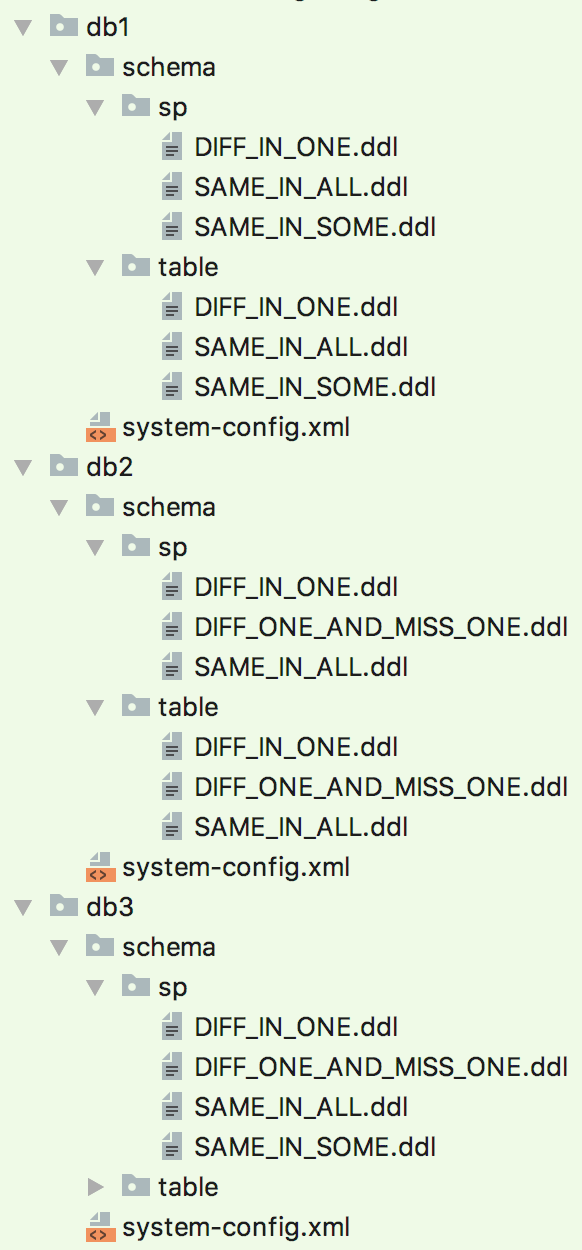 db1
schema
sp
DIFF_IN_ONE.ddl
SAME_IN_ALL.ddl
SAME_IN_SOME.ddl
table
DIFF_IN_ONE.ddl
SAME_IN_ALL.ddl
SAME_IN_SOME.ddl
system-config.xml
db2
schema
sp
DIFF_IN_ONE.ddl
DIFF_ONE_AND_MISS_ONE.ddl
SAME_IN_ALL.ddl
table
DIFF_IN_ONE.ddl
DIFF_ONE_AND_MISS_ONE.ddl
SAME_IN_ALL.ddl
system-config.xml
db3
schema
sp
DIFF_IN_ONE.ddl
DIFF_ONE_AND_MISS_ONE.ddl
SAME_IN_ALL.ddl
SAME_IN_SOME.ddl
table
system-config.xml